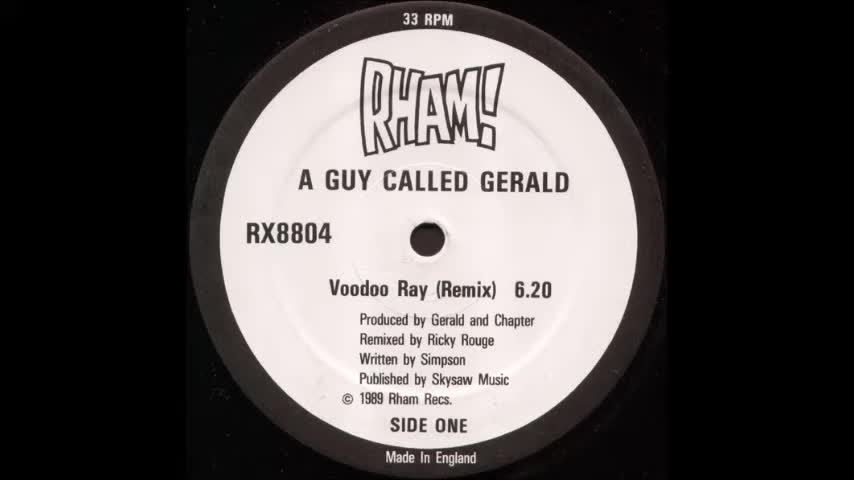 33 RPM
RHAM!
A GUY CALLED GERALD
RX8804
Voodoo Ray (Remix) 6.20
Produced by Gerald and Chapter
Remixed by Ricky Rouge
Written by Simpson
Published by Skysaw Music
© 1989 Rham Recs.
SIDE ONE
Made In England